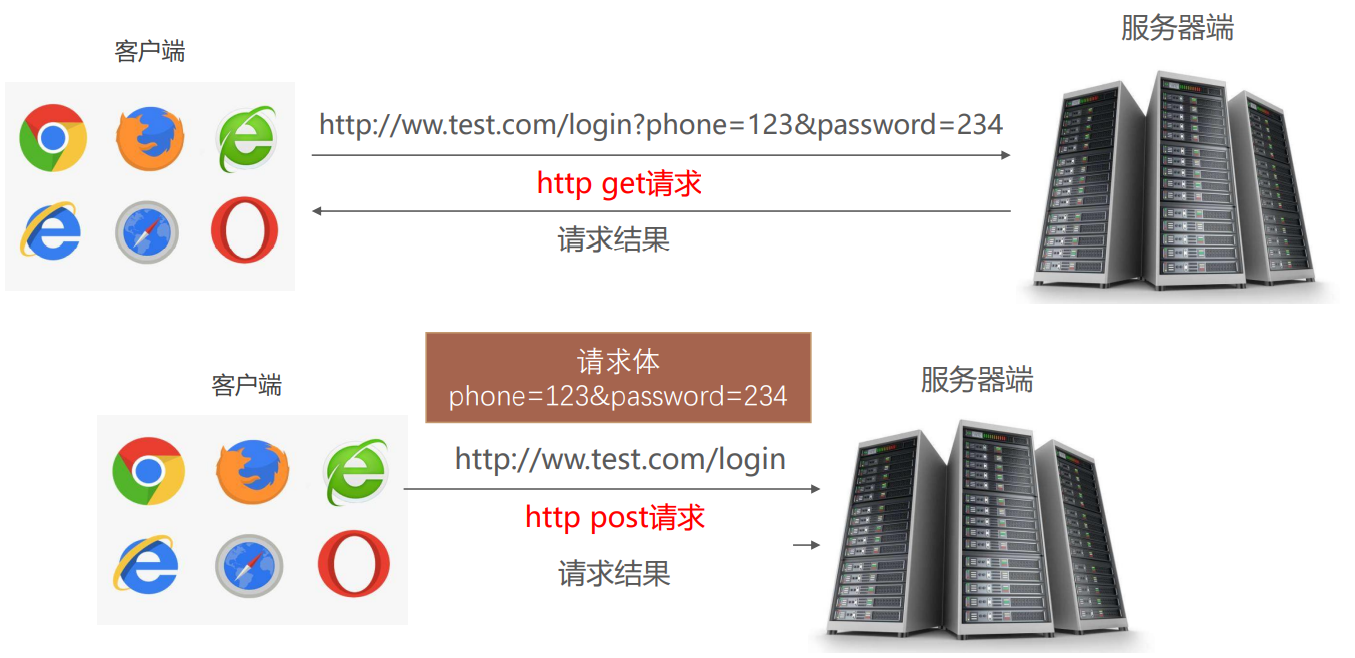 客户端
服务器端
http://ww.test.com/login?phone=123&password=234
http get请求
请求结果
请求体
phone=123&password=234
客户端
服务器端
http://ww.test.com/login
http post请求
请求结果